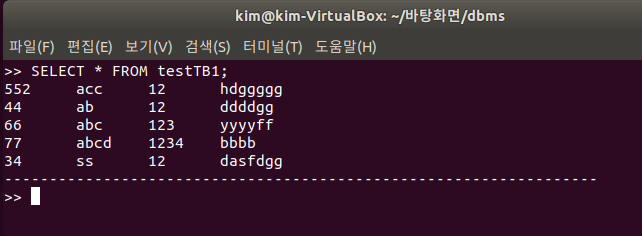 kim@kim-VirtualBox: ~/바탕화면/dbms
파일(F) 편집(E) 보기(V) 검색(S) 터미널(T) 도움말(H)
>> SELECT * FROM testTB1;
552 acc 12 hdggggg
44 ab 12 ddddgg
66 abc 123 yyyyff
77 abcd 1234 bbbb
34 ss 12 dasfdgg
------------------------------------------------------------------
>>